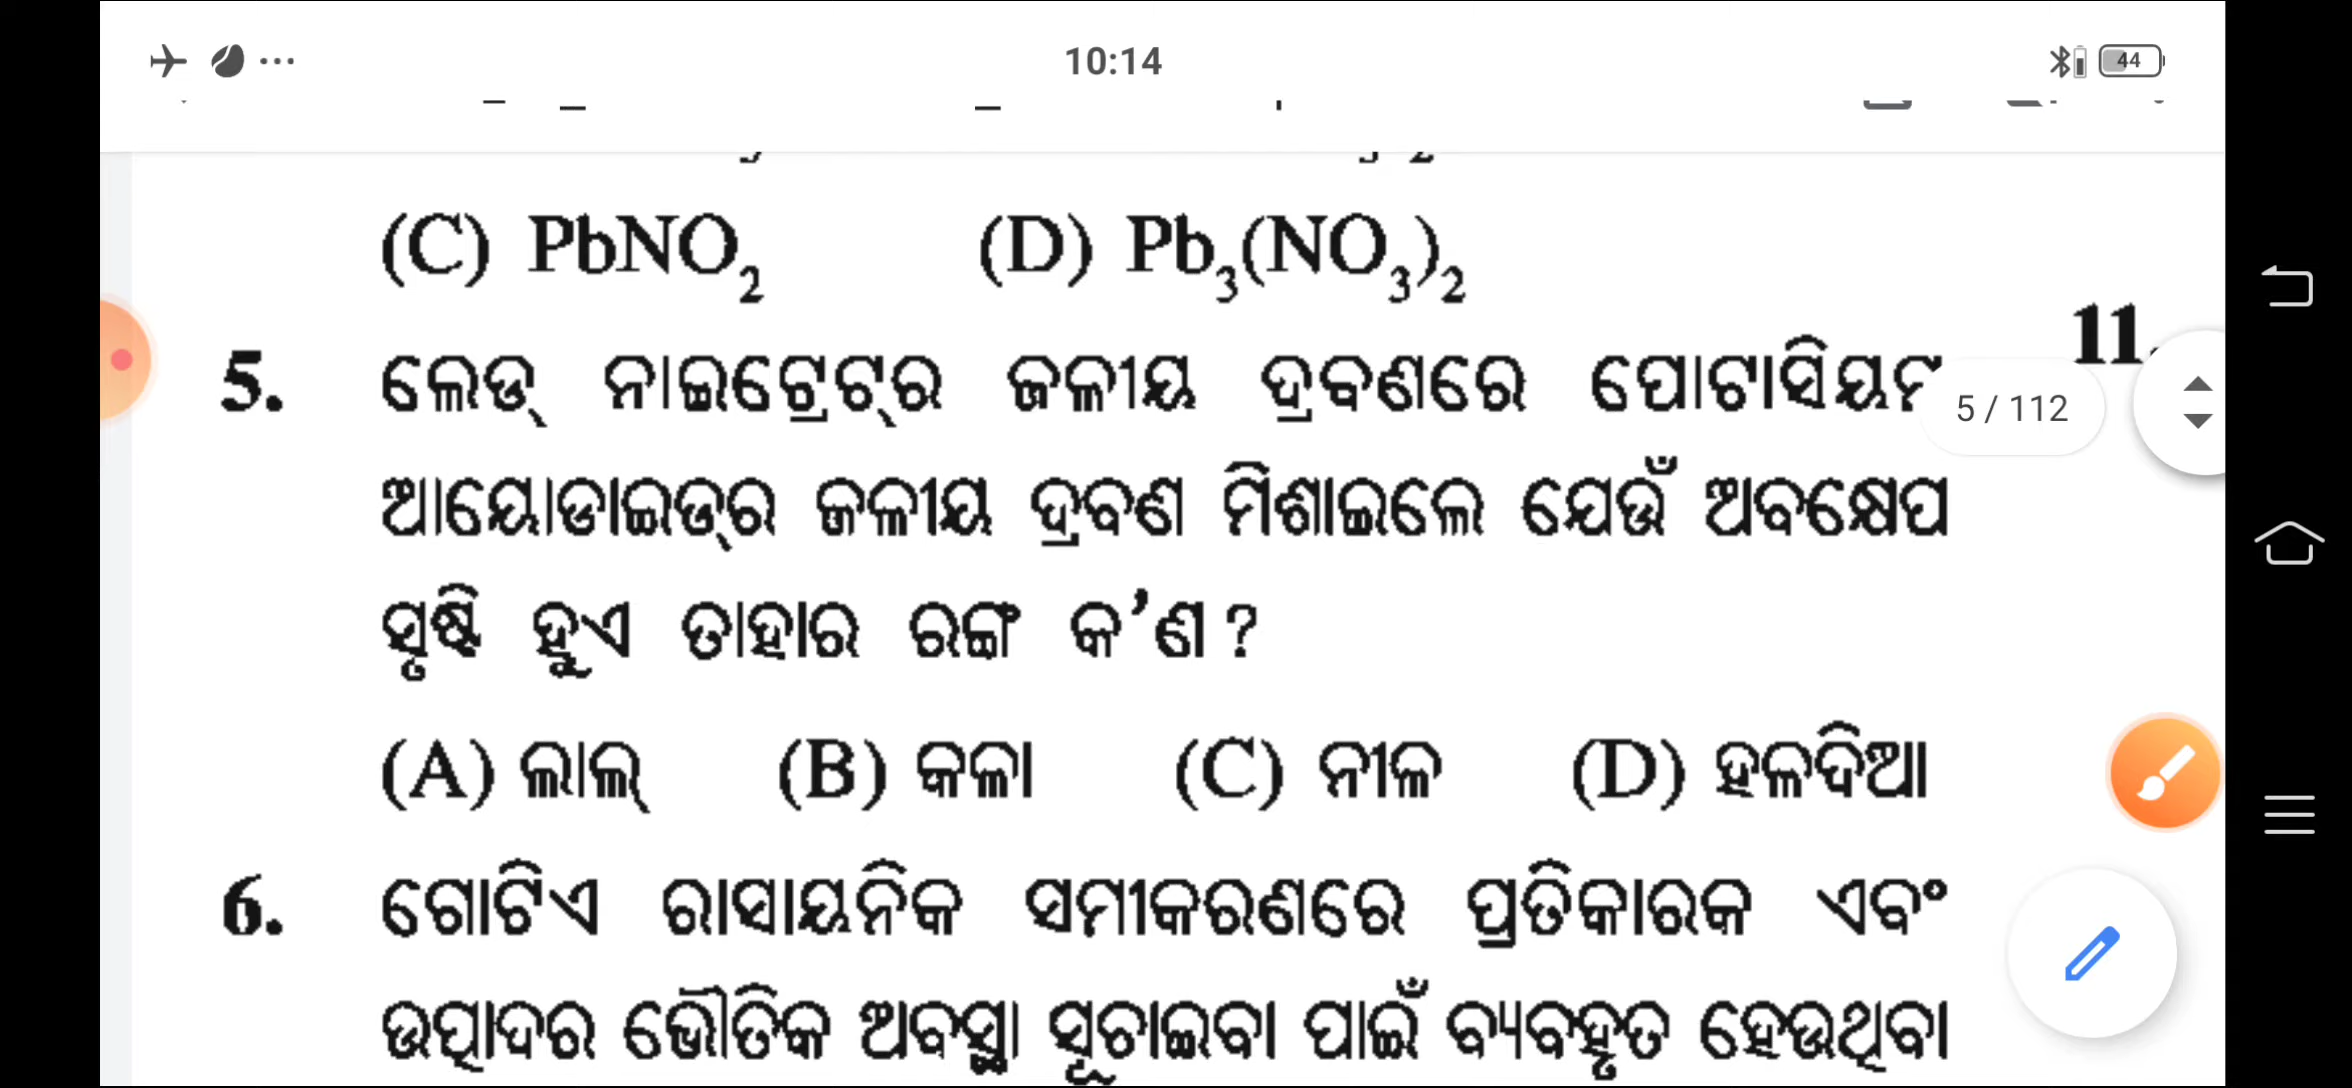 10:14
44
(C) PbNO₂ (D) Pb₃(NO₃)₂
11.
5. ଲେଡ୍ ନାଇଟ୍ରେଟ୍‌ର ଜଳୀୟ ଦ୍ରବଣରେ ପୋଟାସିୟମ
5 / 112
ଆୟୋଡାଇଡ୍‌ର ଜଳୀୟ ଦ୍ରବଣ ମିଶାଇଲେ ଯେଉଁ ଅବକ୍ଷେପ
ସୃଷ୍ଟି ହୁଏ ତାହାର ରଙ୍ଗ କ'ଣ ?
(A) ଲାଲ୍ (B) କଳା (C) ନୀଳ (D) ହଳଦିଆ
6. ଗୋଟିଏ ରାସାୟନିକ ସମୀକରଣରେ ପ୍ରତିକାରକ ଏବଂ
ଉତ୍ପାଦର ଭୌତିକ ଅବସ୍ଥା ସୂଚାଇବା ପାଇଁ ବ୍ୟବହୃତ ହେଉଥିବା